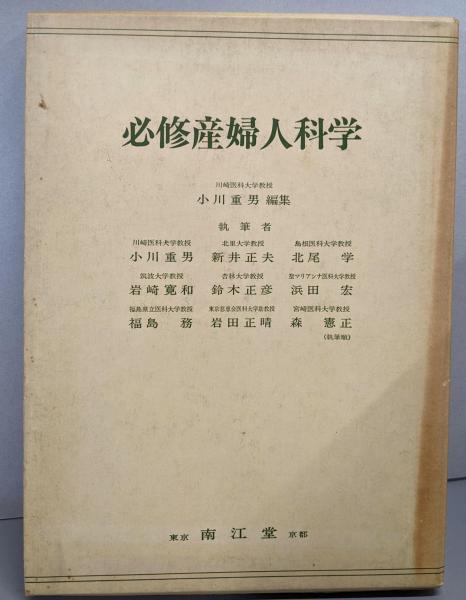 必修産婦人科学
川崎医科大学教授
小川重男 編集
執筆者
川崎医科大学教授 北里大学教授 島根医科大学教授
小川重男 新井正夫 北尾学
筑波大学教授 杏林大学教授 聖マリアンナ医科大学教授
岩崎寛和 鈴木正彦 浜田宏
福島県立医科大学教授 東京慈恵会医科大学助教授 宮崎医科大学教授
福島務 岩田正晴 森憲正
(執筆順)
東京 南江堂 京都